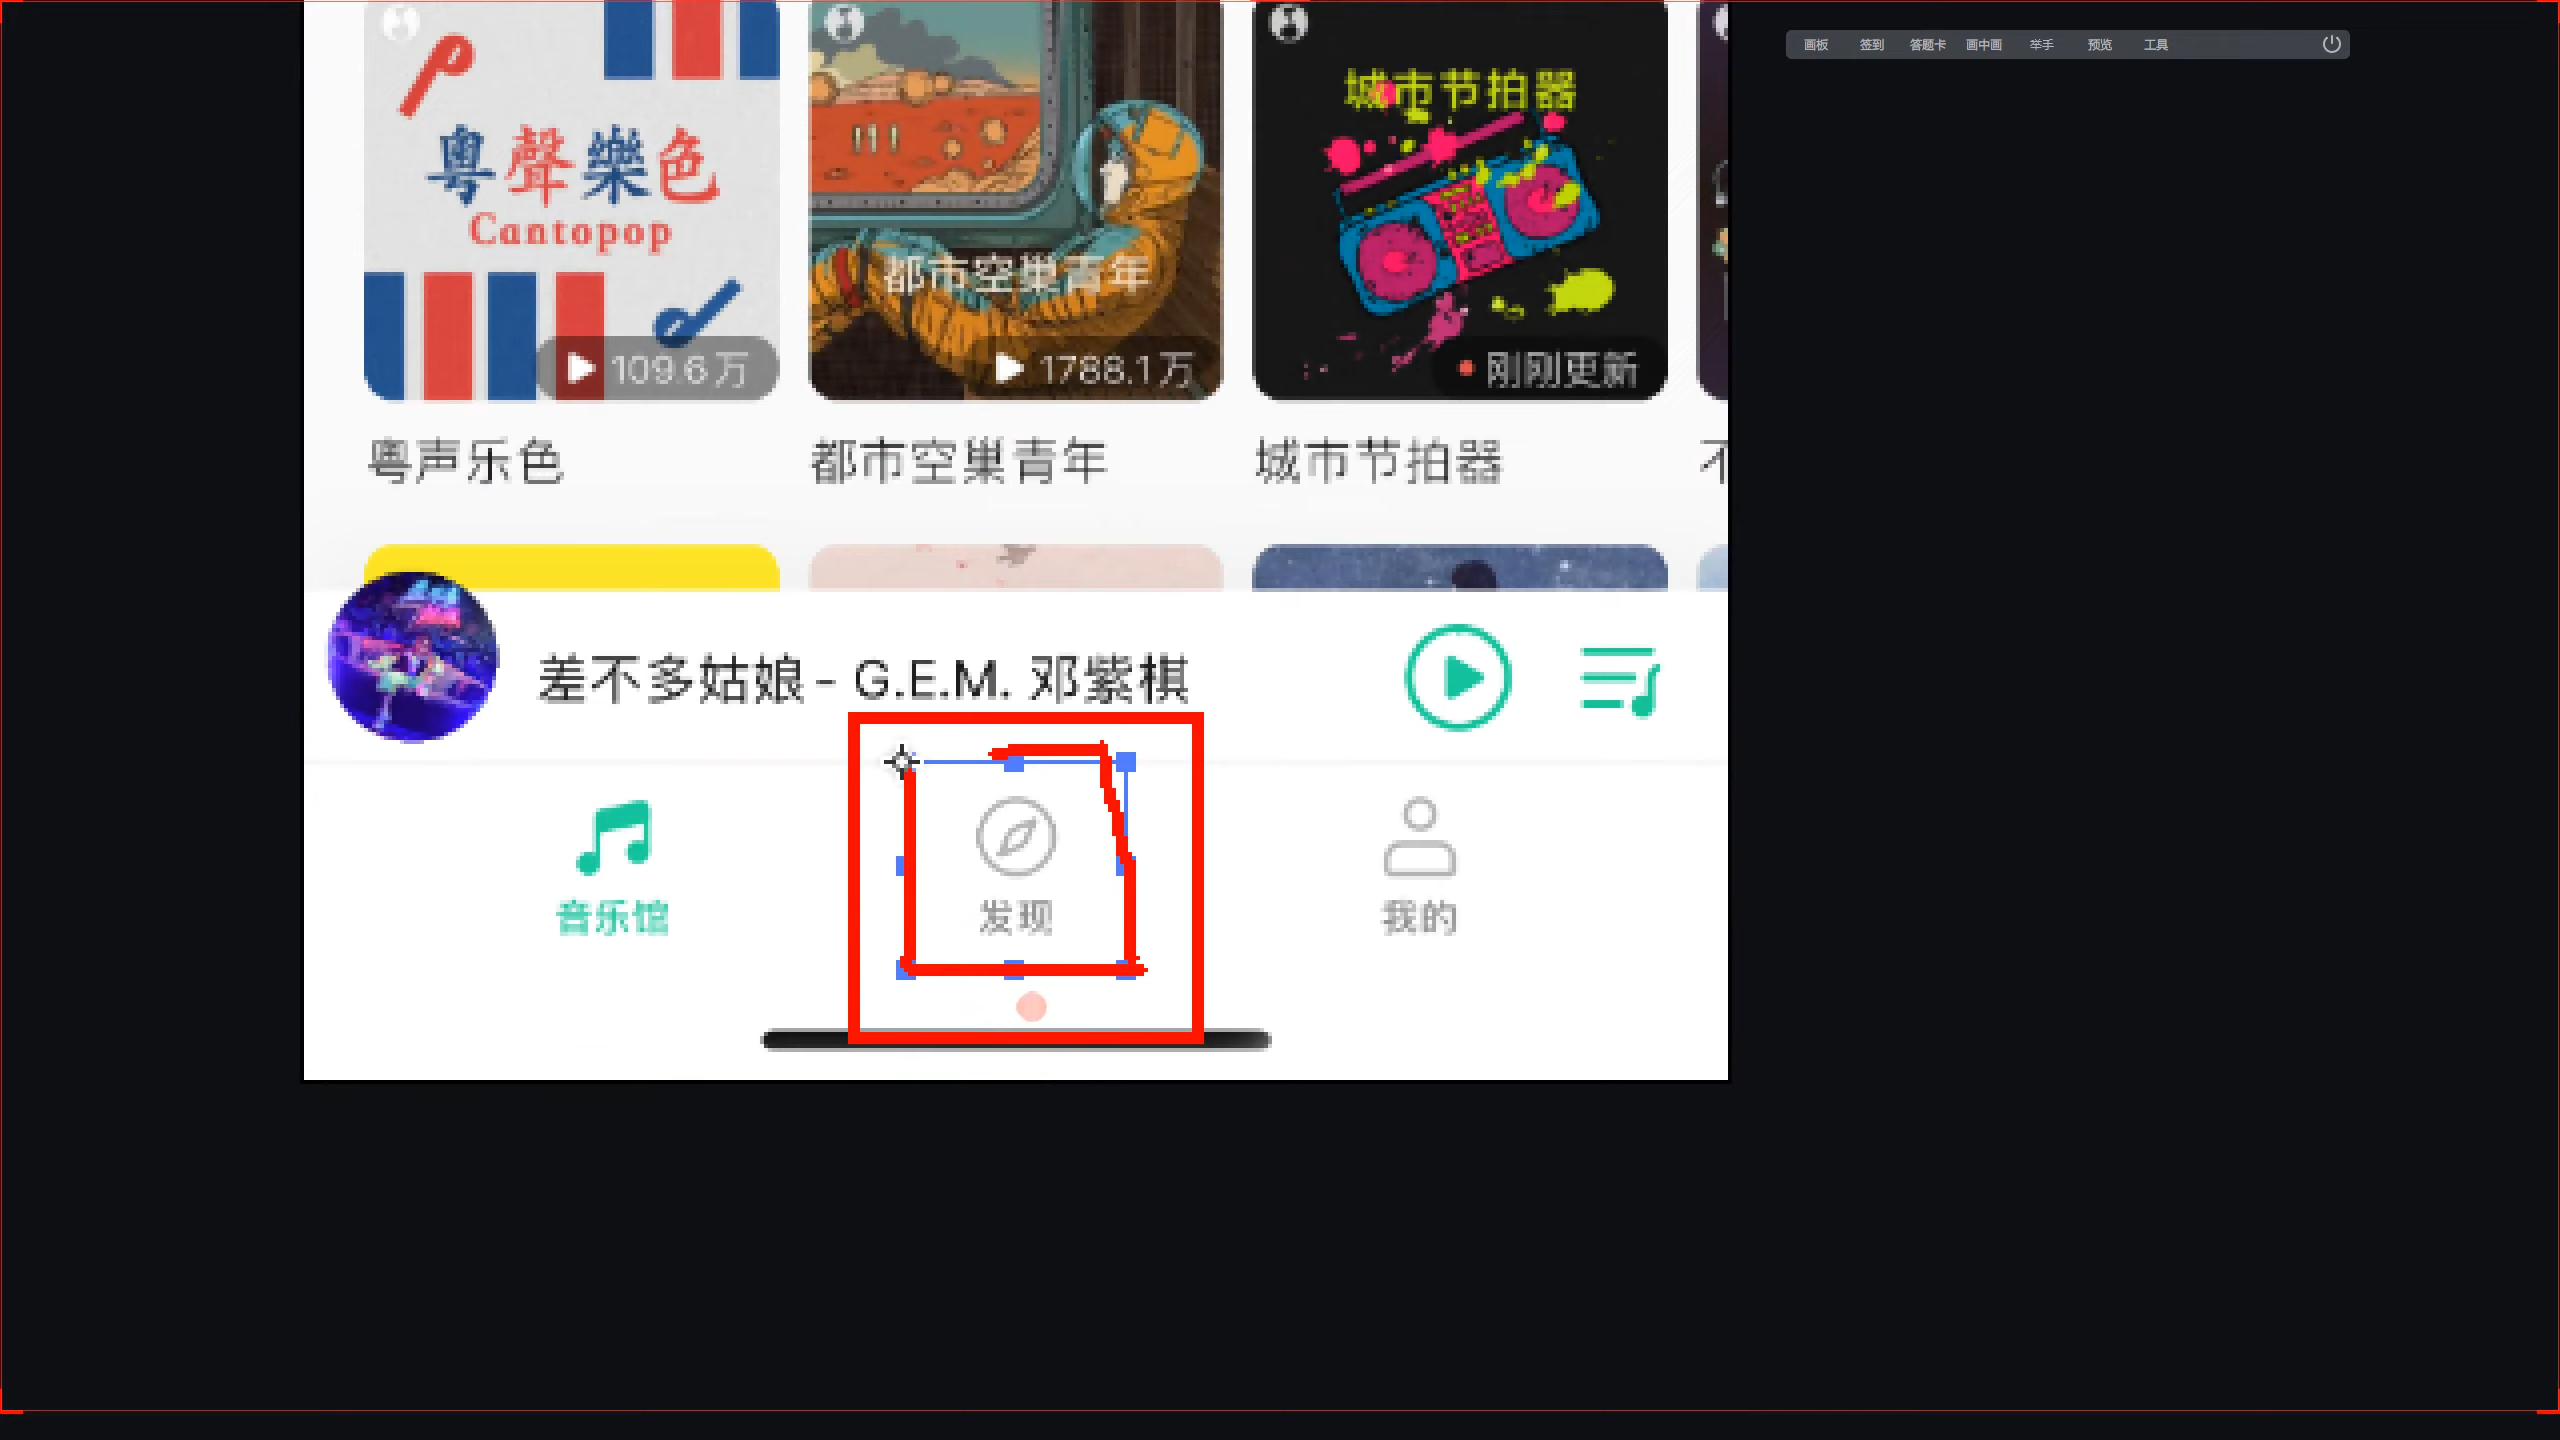 画板 签到 答题卡 画中画 举手 预览 工具
城市节拍器
粤聲樂色
Cantopop
都市空巢青年
109.6万
1788.1万
刚刚更新
粤声乐色
都市空巢青年
城市节拍器
不
差不多姑娘 - G.E.M. 邓紫棋
音乐馆
发现
我的